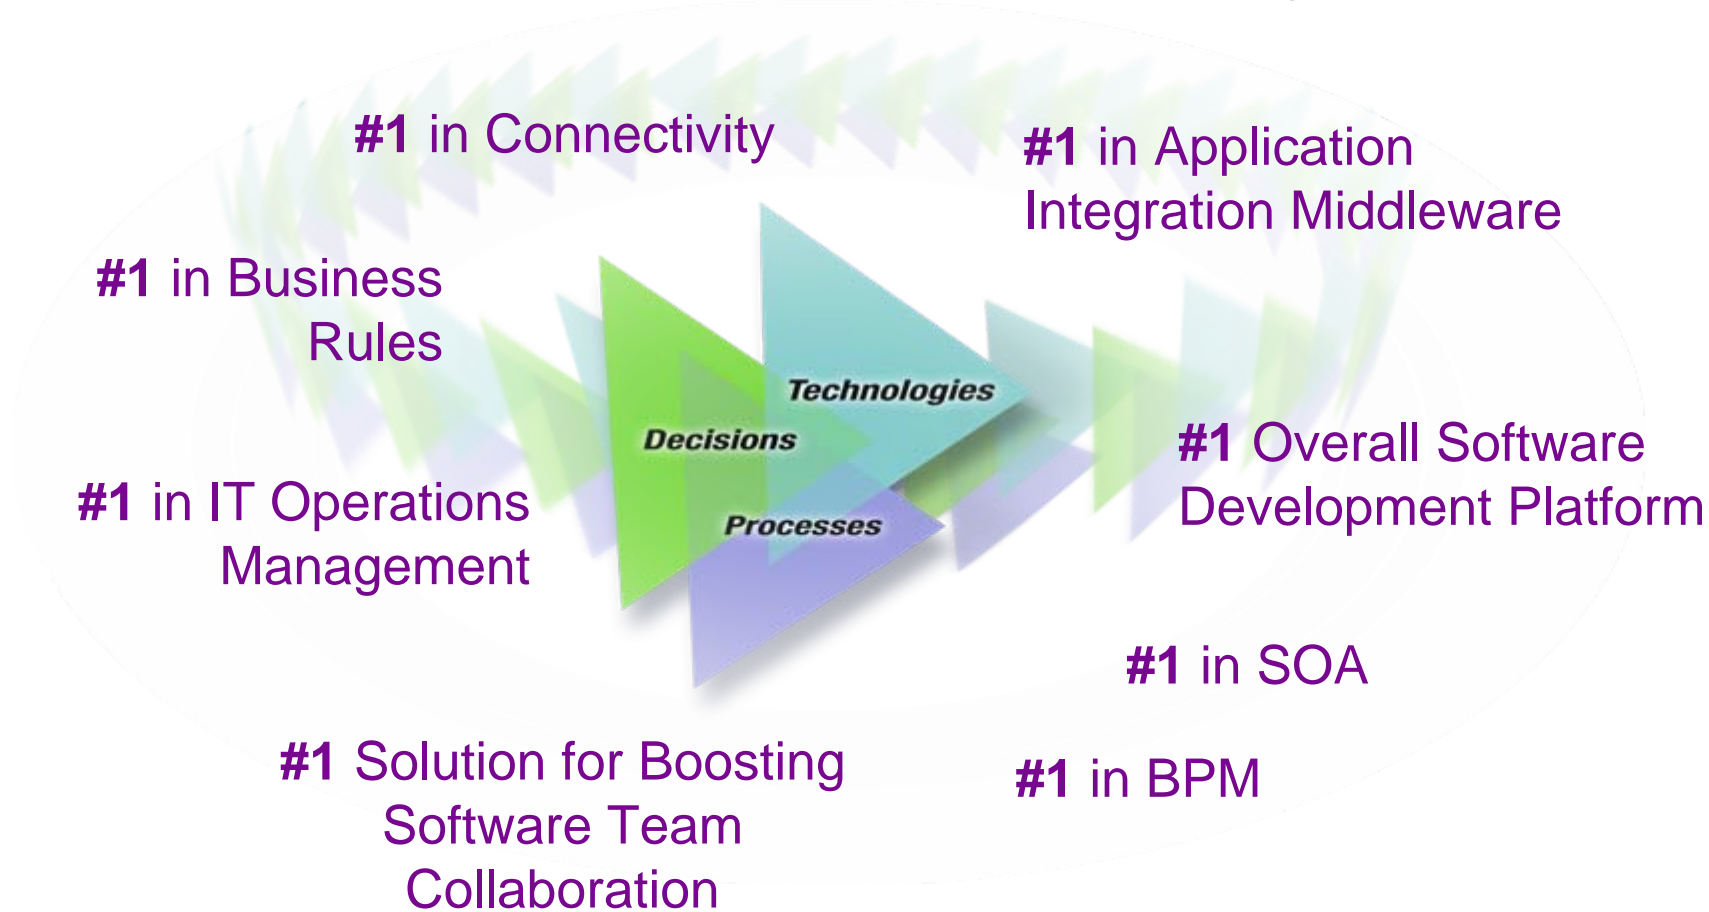 #1 in Connectivity
#1 in Application
Integration Middleware
#1 in Business
Rules
Technologies
Decisions
#1 Overall Software
Development Platform
#1 in IT Operations
Management
Processes
#1 in SOA
#1 Solution for Boosting
Software Team
Collaboration
#1 in BPM